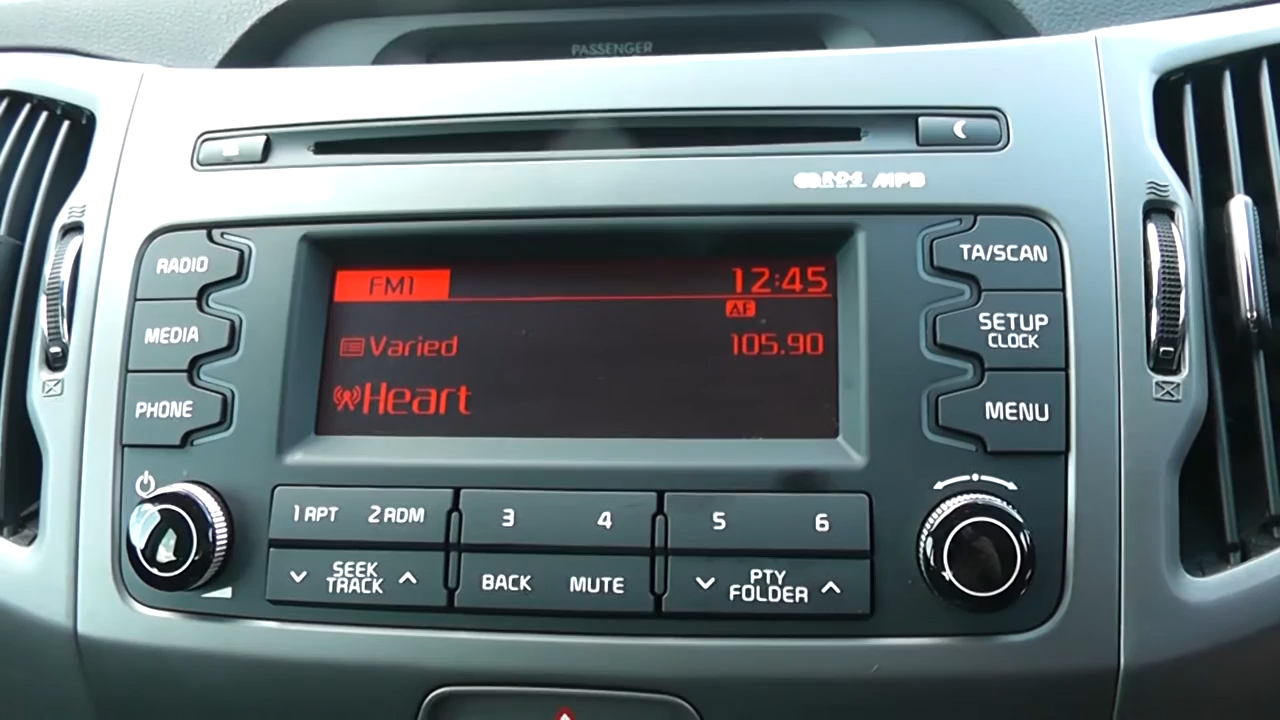 PASSENGER
RDS MP3
RADIO
MEDIA
PHONE
FM1 12:45
AF
Varied 105.90
Heart
TA/SCAN
SETUP
CLOCK
MENU
1 RPT 2 RDM 3 4 5 6
SEEK
TRACK
BACK MUTE
PTY
FOLDER